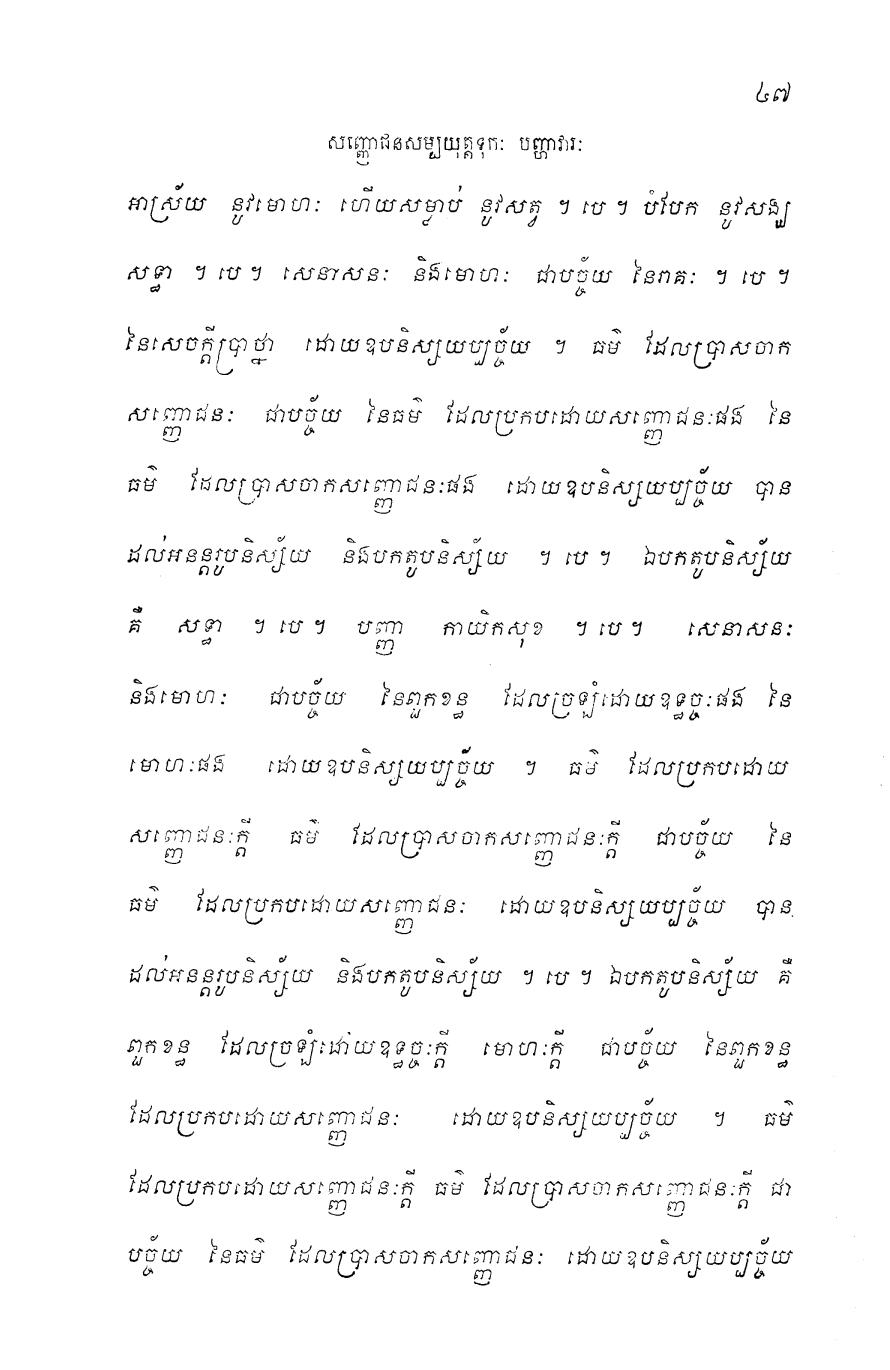 ៤៧
សញ្ញោជនសម្បយុត្តទុកៈ បញ្ហាវារៈ
អាស្រ័យ នូវមោហៈ ហើយសម្លាប់ នូវសត្វ ។ បេ ។ បំបែក នូវសង្ឃ
សទ្ធា ។ បេ ។ សេនាសនៈ និងមោហៈ ជាបច្ច័យ នៃរាគៈ ។ បេ ។
នៃសេចក្តីប្រាថ្នា ដោយឧបនិស្សយប្បច្ច័យ ។ ធម៌ ដែលប្រាសចាក
សញ្ញោជនៈ ជាបច្ច័យ នៃធម៌ ដែលប្រកបដោយសញ្ញោជនៈផង នៃ
ធម៌ ដែលប្រាសចាកសញ្ញោជនៈផង ដោយឧបនិស្សយប្បច្ច័យ បាន
ដល់អនន្តរូបនិស្ស័យ និងបកតូបនិស្ស័យ ។ បេ ។ ឯបកតូបនិស្ស័យ
គឺ សទ្ធា ។ បេ ។ បញ្ញា កាយិកសុខ ។ បេ ។ សេនាសនៈ
និងមោហៈ ជាបច្ច័យ នៃពួកខន្ធ ដែលច្រឡំដោយឧទ្ធច្ចៈផង នៃ
មោហៈផង ដោយឧបនិស្សយប្បច្ច័យ ។ ធម៌ ដែលប្រកបដោយ
សញ្ញោជនៈក្តី ធម៌ ដែលប្រាសចាកសញ្ញោជនៈក្តី ជាបច្ច័យ នៃ
ធម៌ ដែលប្រកបដោយសញ្ញោជនៈ ដោយឧបនិស្សយប្បច្ច័យ បាន
ដល់អនន្តរូបនិស្ស័យ និងបកតូបនិស្ស័យ ។ បេ ។ ឯបកតូបនិស្ស័យ គឺ
ពួកខន្ធ ដែលច្រឡំដោយឧទ្ធច្ចៈក្តី មោហៈក្តី ជាបច្ច័យ នៃពួកខន្ធ
ដែលប្រកបដោយសញ្ញោជនៈ ដោយឧបនិស្សយប្បច្ច័យ ។ ធម៌
ដែលប្រកបដោយសញ្ញោជនៈក្តី ធម៌ ដែលប្រាសចាកសញ្ញោជនៈក្តី ជា
បច្ច័យ នៃធម៌ ដែលប្រាសចាកសញ្ញោជនៈ ដោយឧបនិស្សយប្បច្ច័យ